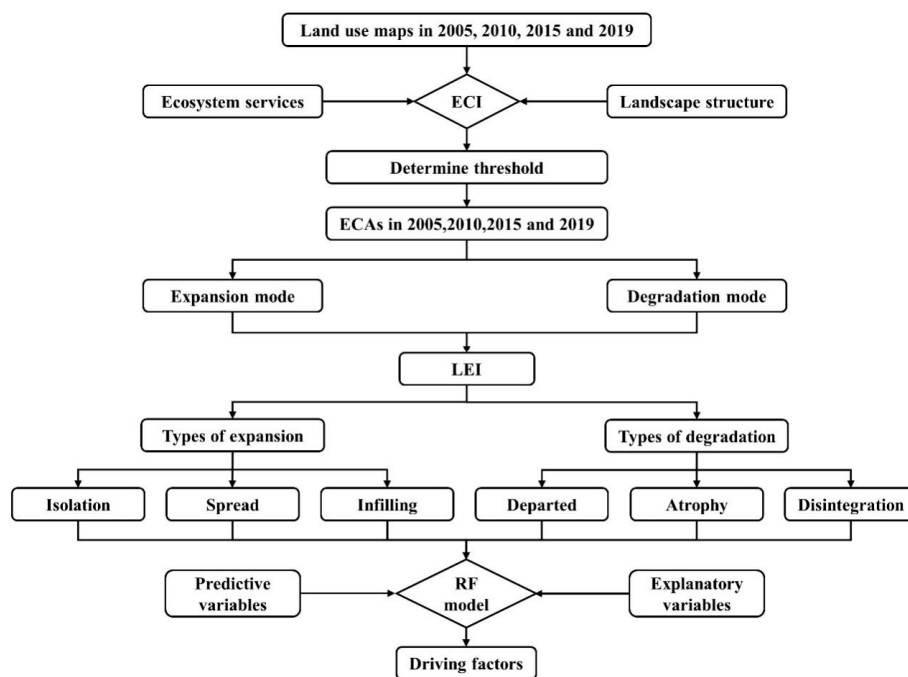 Land use maps in 2005, 2010, 2015 and 2019
Ecosystem services
ECI
Landscape structure
Determine threshold
ECAs in 2005,2010,2015 and 2019
Expansion mode
Degradation mode
LEI
Types of expansion
Types of degradation
Isolation
Spread
Infilling
Departed
Atrophy
Disintegration
Predictive
variables
RF
model
Explanatory
variables
Driving factors